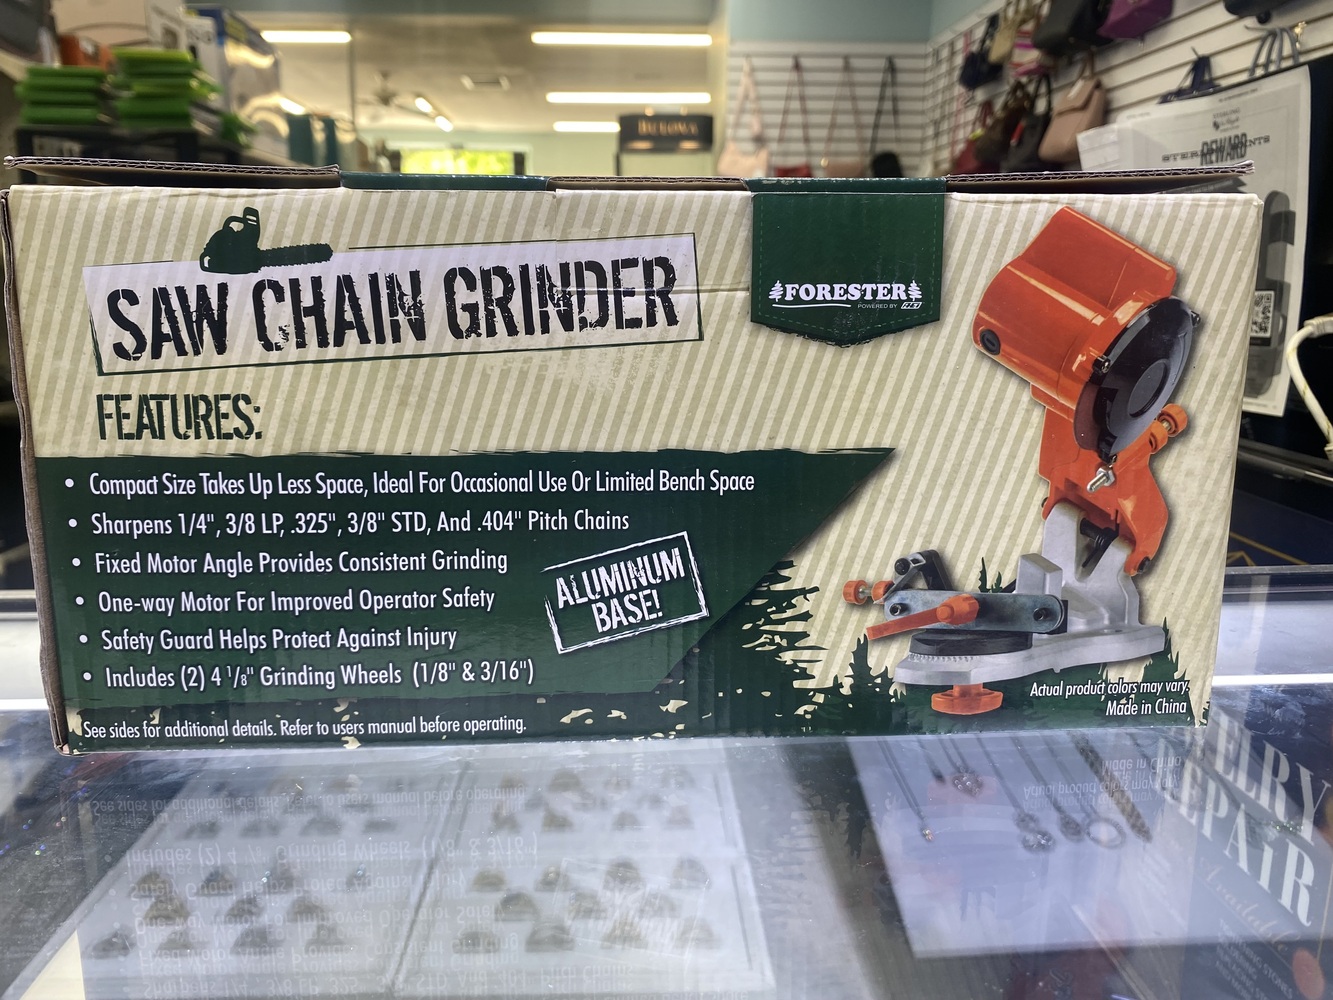 BULOVA
REWARD
SAW CHAIN GRINDER
FORESTER
POWERED BY
FEATURES:
• Compact Size Takes Up Less Space, Ideal For Occasional Use Or Limited Bench Space
• Sharpens 1/4", 3/8 LP, .325", 3/8" STD, And .404" Pitch Chains
• Fixed Motor Angle Provides Consistent Grinding
• One-way Motor For Improved Operator Safety
• Safety Guard Helps Protect Against Injury
• Includes (2) 4 1/8" Grinding Wheels (1/8" & 3/16")
ALUMINUM
BASE!
See sides for additional details. Refer to users manual before operating.
Actual product colors may vary.
Made in China
JEWELRY
REPAIR
Available